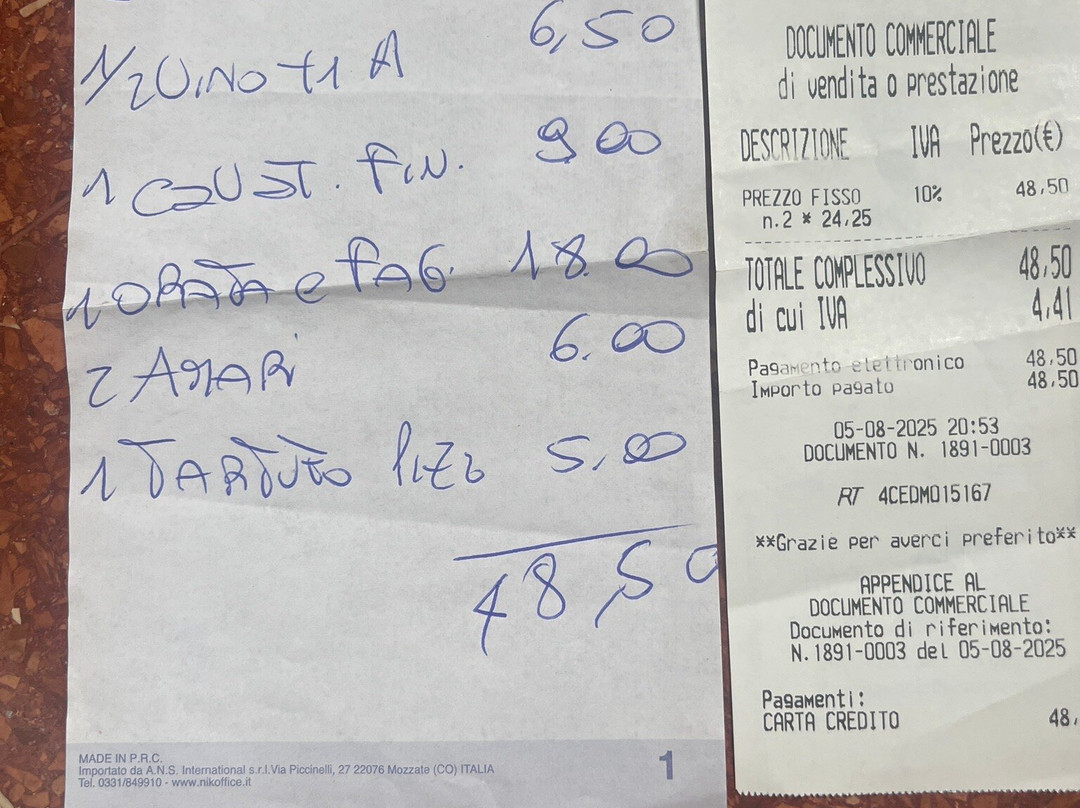 1/2 VINO + 1 A 6,50
1 COUST. FIN. 9.00
1 ORATA e PAG. 18.00
2 AMARI 6.00
1 TARTUFO PIZZO 5,00
48,50
MADE IN P.R.C.
Importato da A.N.S. International s.r.l. Via Piccinelli, 27 22076 Mozzate (CO) ITALIA
Tel. 0331/849910 - www.nikoffice.it
1
DOCUMENTO COMMERCIALE
di vendita o prestazione
DESCRIZIONE IVA Prezzo(€)
PREZZO FISSO 10% 48,50
n.2 * 24,25
TOTALE COMPLESSIVO 48,50
di cui IVA 4,41
Pagamento elettronico 48,50
Importo pagato 48,50
05-08-2025 20:53
DOCUMENTO N. 1891-0003
RT 4CEDM015167
**Grazie per averci preferito**
APPENDICE AL
DOCUMENTO COMMERCIALE
Documento di riferimento:
N.1891-0003 del 05-08-2025
Pagamenti:
CARTA CREDITO 48,